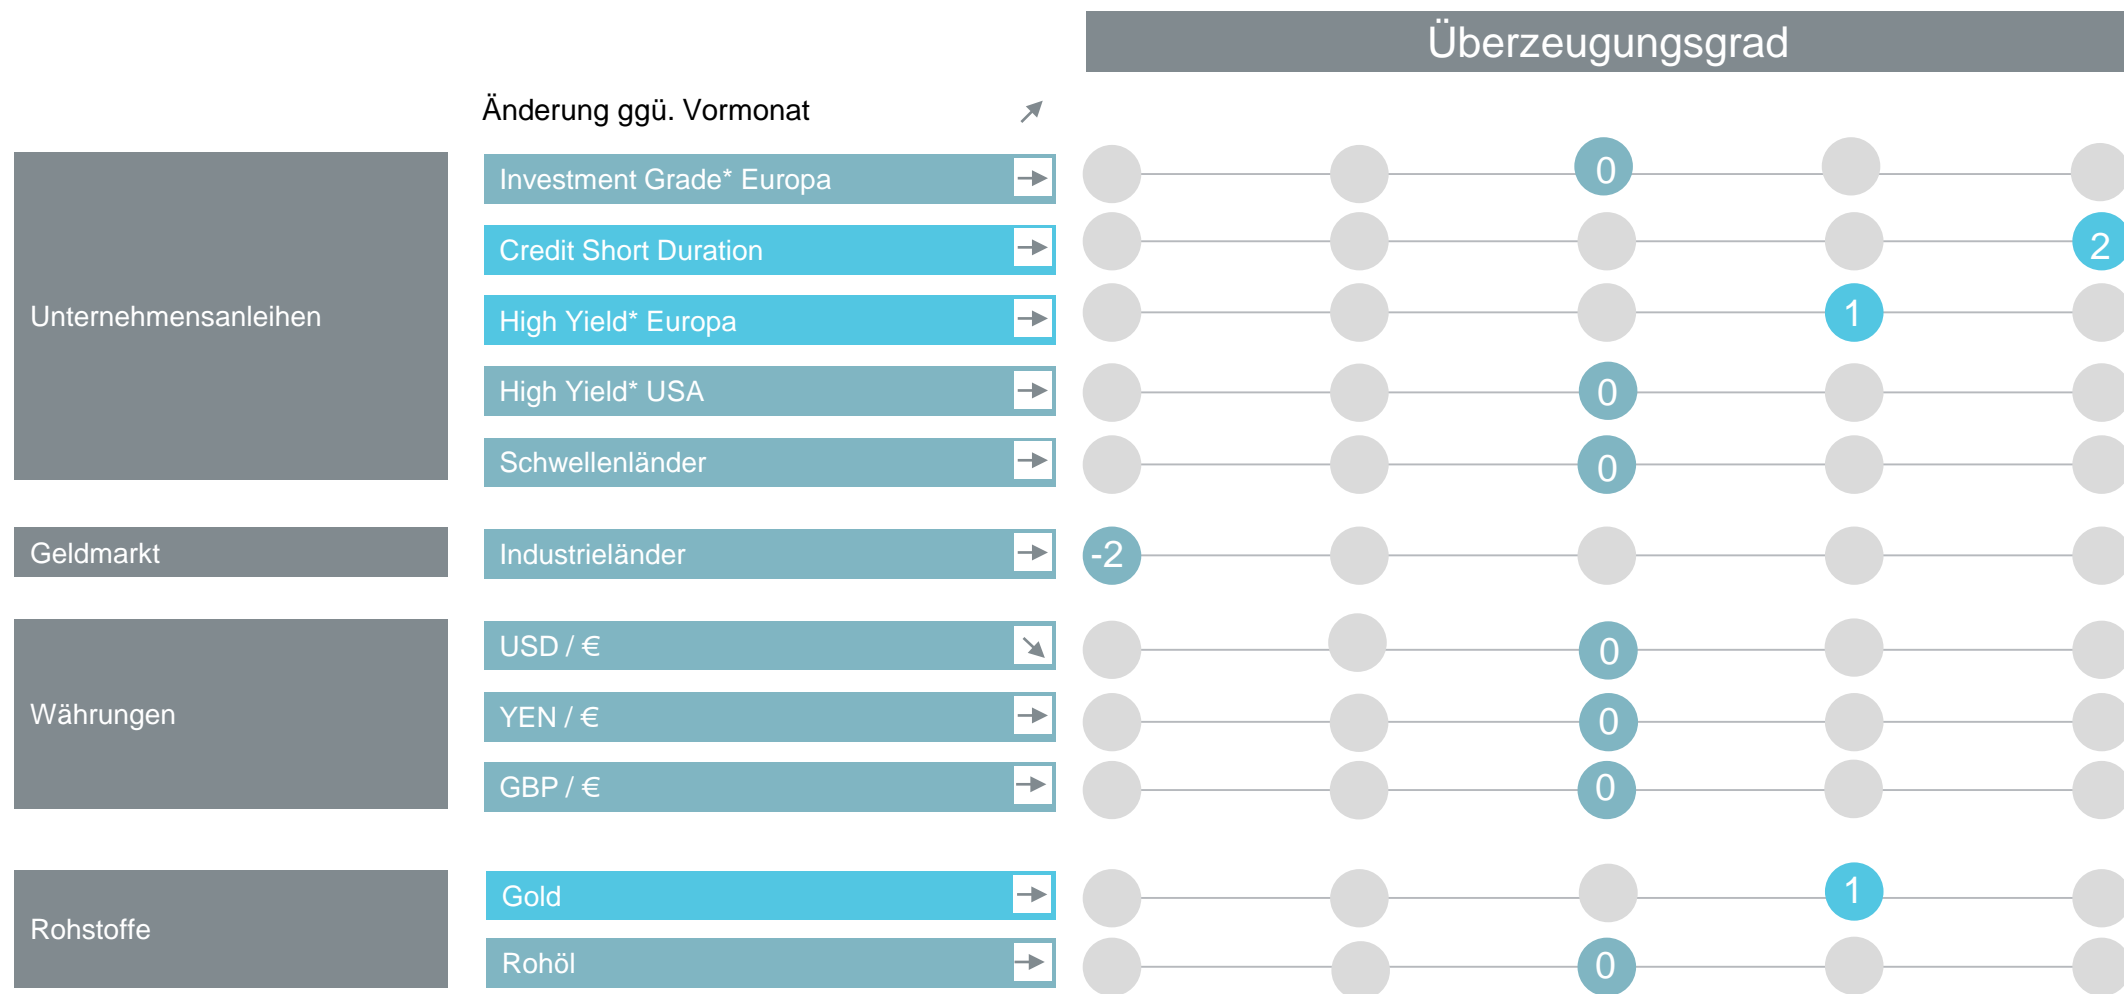 Überzeugungsgrad
Änderung ggü. Vormonat
Unternehmensanleihen
Investment Grade* Europa
0
Credit Short Duration
2
High Yield* Europa
1
High Yield* USA
0
Schwellenländer
0
Geldmarkt
Industrieländer
-2
Währungen
USD / €
0
YEN / €
0
GBP / €
0
Rohstoffe
Gold
1
Rohöl
0